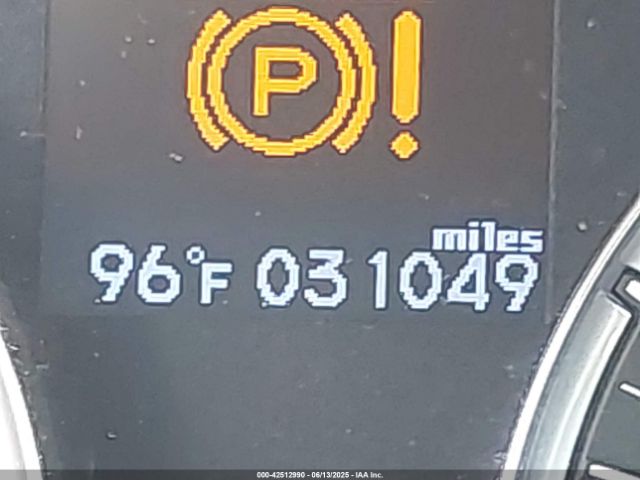 P !
miles
96°F 031049
000-42512990 - 06/13/2025 - IAA Inc.